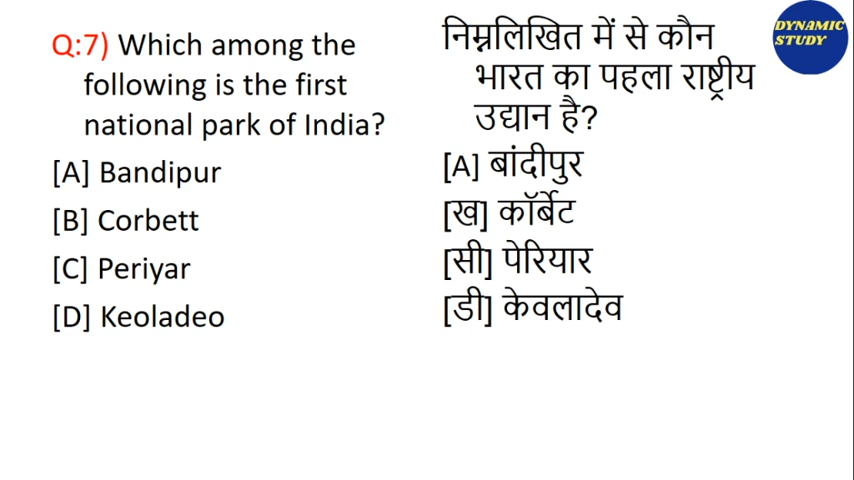 Q:7) Which among the
following is the first
national park of India?
[A] Bandipur
[B] Corbett
[C] Periyar
[D] Keoladeo
निम्नलिखित में से कौन
भारत का पहला राष्ट्रीय
उद्यान है?
[A] बांदीपुर
[ख] कॉर्बेट
[सी] पेरियार
[डी] केवलादेव
DYNAMIC
STUDY